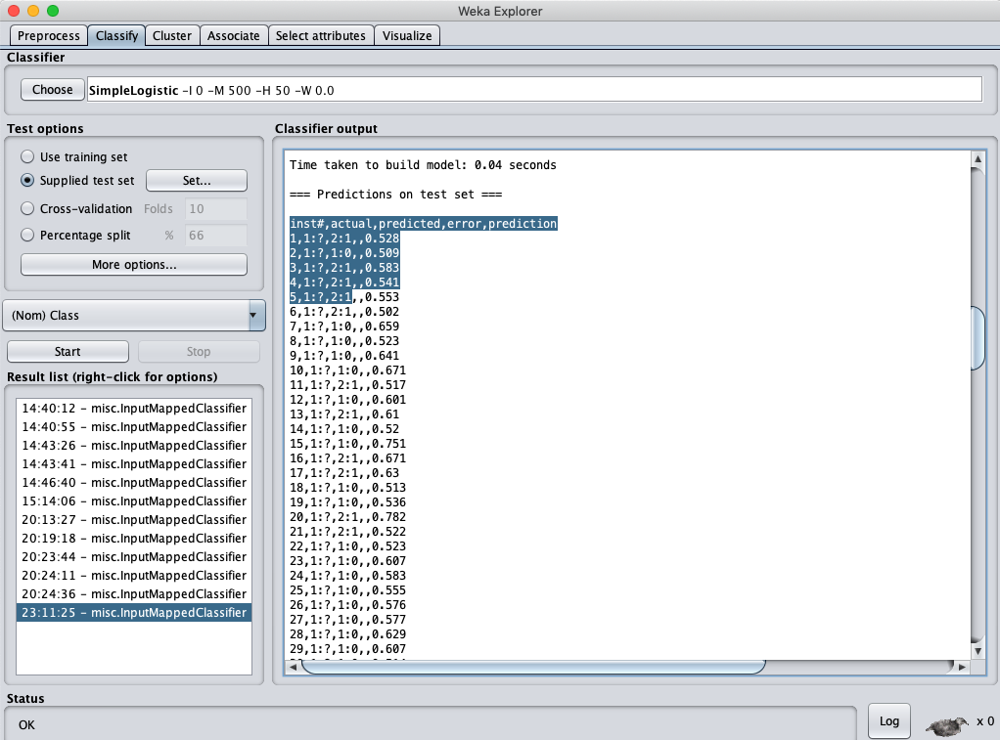 Weka Explorer
Preprocess Classify Cluster Associate Select attributes Visualize
Classifier
Choose SimpleLogistic -I 0 -M 500 -H 50 -W 0.0
Test options
Use training set
Supplied test set Set...
Cross-validation Folds 10
Percentage split % 66
More options...
(Nom) Class
Start Stop
Result list (right-click for options)
14:40:12 - misc.InputMappedClassifier
14:40:55 - misc.InputMappedClassifier
14:43:26 - misc.InputMappedClassifier
14:43:41 - misc.InputMappedClassifier
14:46:40 - misc.InputMappedClassifier
15:14:06 - misc.InputMappedClassifier
20:13:27 - misc.InputMappedClassifier
20:19:18 - misc.InputMappedClassifier
20:23:44 - misc.InputMappedClassifier
20:24:11 - misc.InputMappedClassifier
20:24:36 - misc.InputMappedClassifier
23:11:25 - misc.InputMappedClassifier
Classifier output
Time taken to build model: 0.04 seconds
=== Predictions on test set ===
inst#,actual,predicted,error,prediction
1,1:?,2:1,,0.528
2,1:?,1:0,,0.509
3,1:?,2:1,,0.583
4,1:?,2:1,,0.541
5,1:?,2:1,,0.553
6,1:?,2:1,,0.502
7,1:?,1:0,,0.659
8,1:?,1:0,,0.523
9,1:?,1:0,,0.641
10,1:?,1:0,,0.671
11,1:?,2:1,,0.517
12,1:?,1:0,,0.601
13,1:?,2:1,,0.61
14,1:?,1:0,,0.52
15,1:?,1:0,,0.751
16,1:?,2:1,,0.671
17,1:?,2:1,,0.63
18,1:?,1:0,,0.513
19,1:?,1:0,,0.536
20,1:?,2:1,,0.782
21,1:?,2:1,,0.522
22,1:?,1:0,,0.523
23,1:?,1:0,,0.607
24,1:?,1:0,,0.583
25,1:?,1:0,,0.555
26,1:?,1:0,,0.576
27,1:?,1:0,,0.577
28,1:?,1:0,,0.629
29,1:?,1:0,,0.607
Status
OK
Log x 0